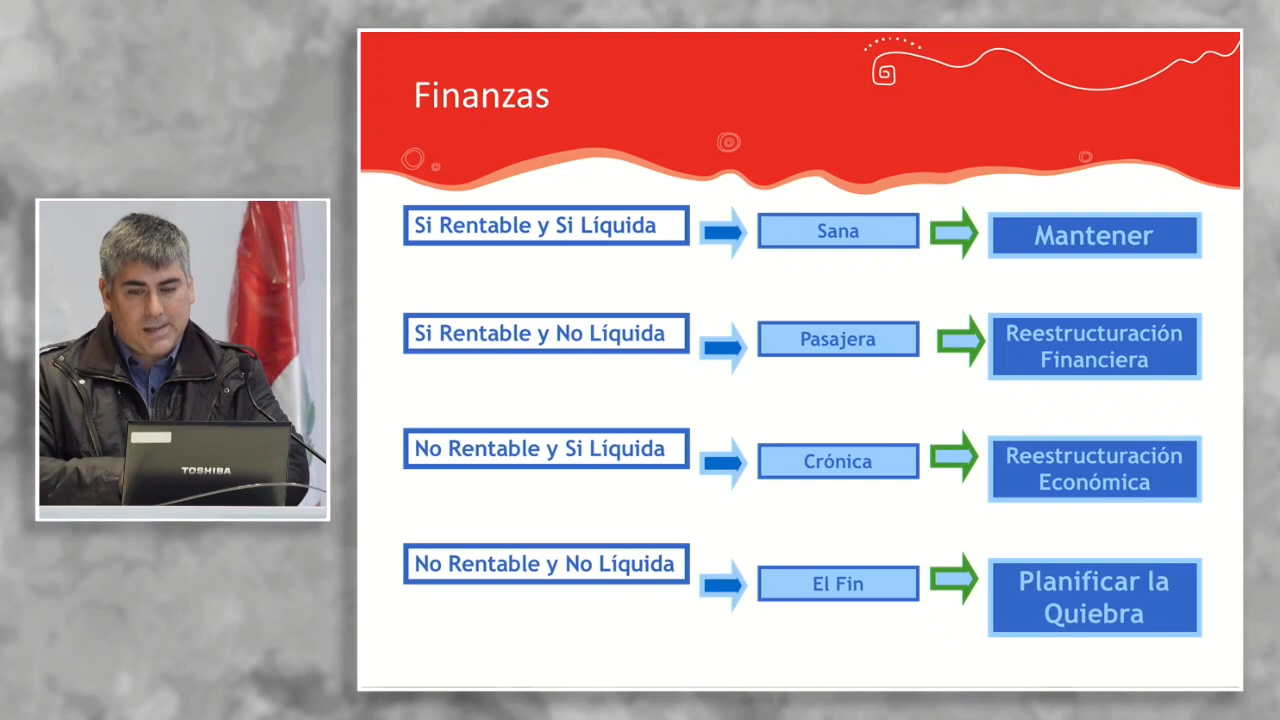 Finanzas
Si Rentable y Si Líquida
Sana
Mantener
Si Rentable y No Líquida
Pasajera
Reestructuración
Financiera
No Rentable y Si Líquida
Crónica
Reestructuración
Económica
No Rentable y No Líquida
El Fin
Planificar la
Quiebra
TOSHIBA